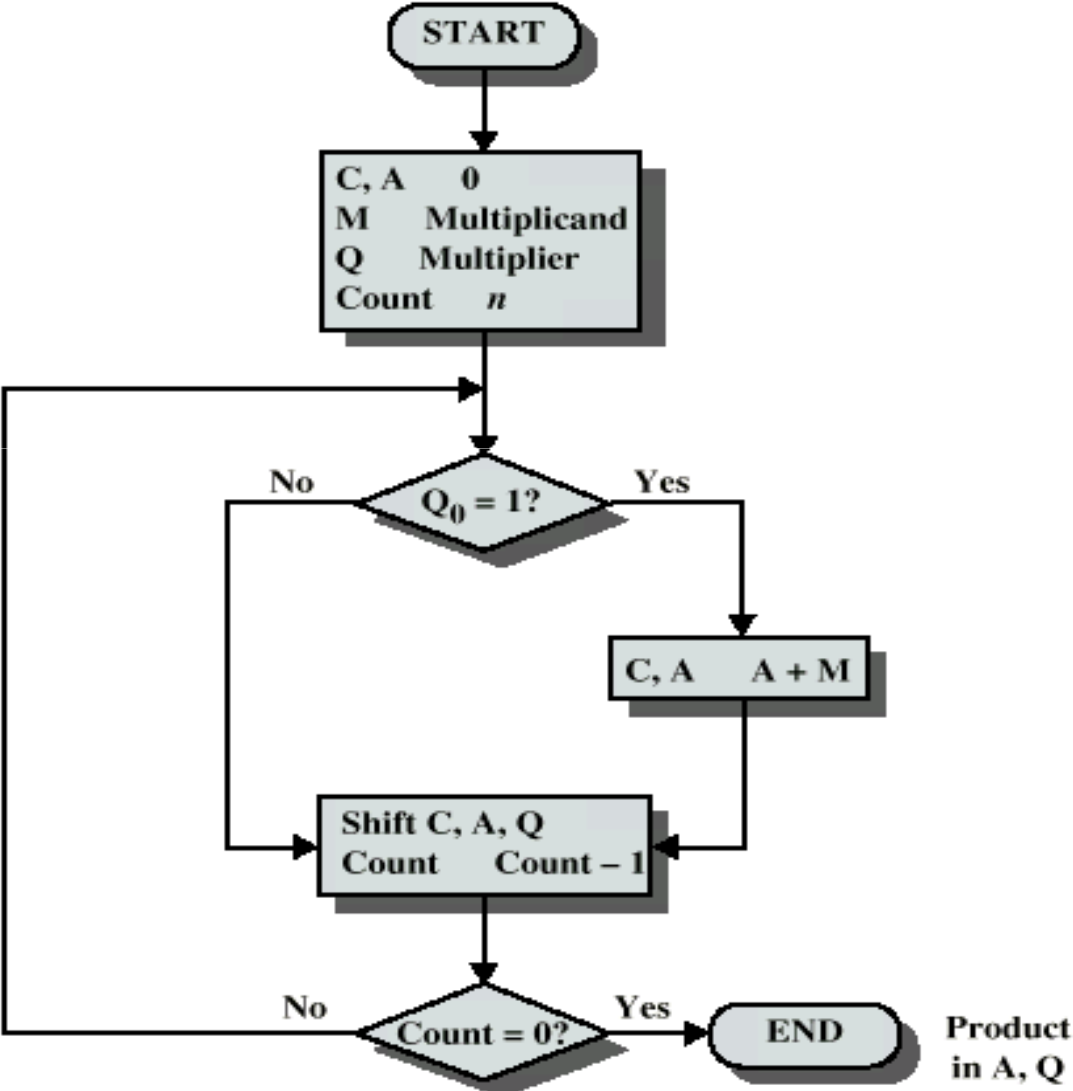 START
C, A 0
M Multiplicand
Q Multiplier
Count n
No
Q0 = 1?
Yes
C, A A + M
Shift C, A, Q
Count Count – 1
No
Count = 0?
Yes
END
Product
in A, Q